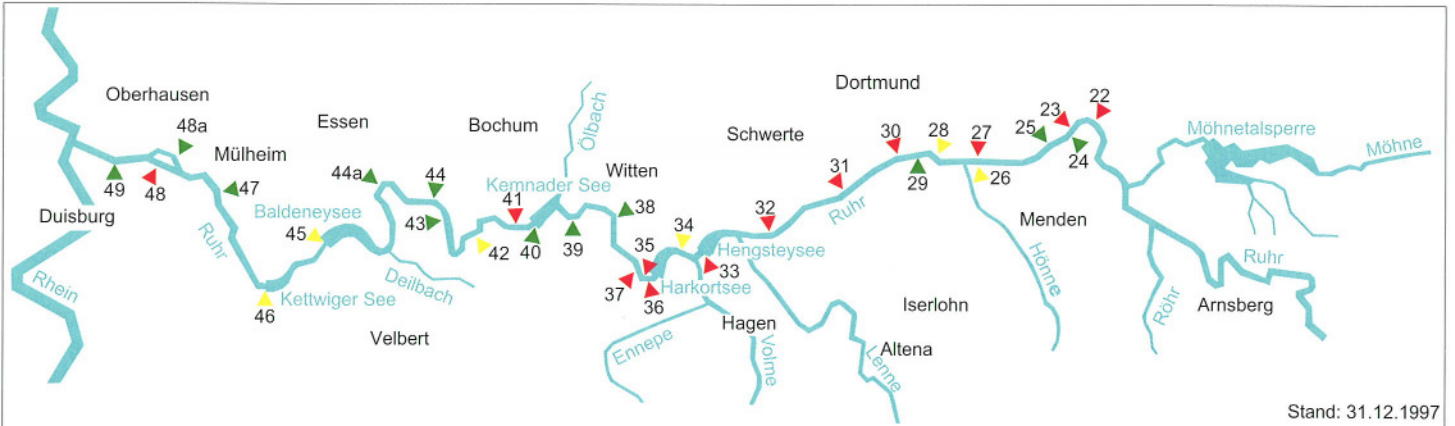 Oberhausen
48a
Mülheim
49
48
47
Duisburg
Ruhr
Rhein
Essen
Baldeneysee
45
46
Kettwiger See
Velbert
44a
44
43
Deilbach
Bochum
Ölbach
Kemnader See
42
41
40
39
Witten
38
37
35
36
34
33
Harkortsee
Hengsteysee
Hagen
Ennepe
Volme
Lenne
Altena
Iserlohn
Schwerte
32
31
Ruhr
Dortmund
30
29
28
27
26
Hönne
Menden
25
23
22
24
Möhnetalsperre
Möhne
Ruhr
Röhr
Arnsberg
Stand: 31.12.1997